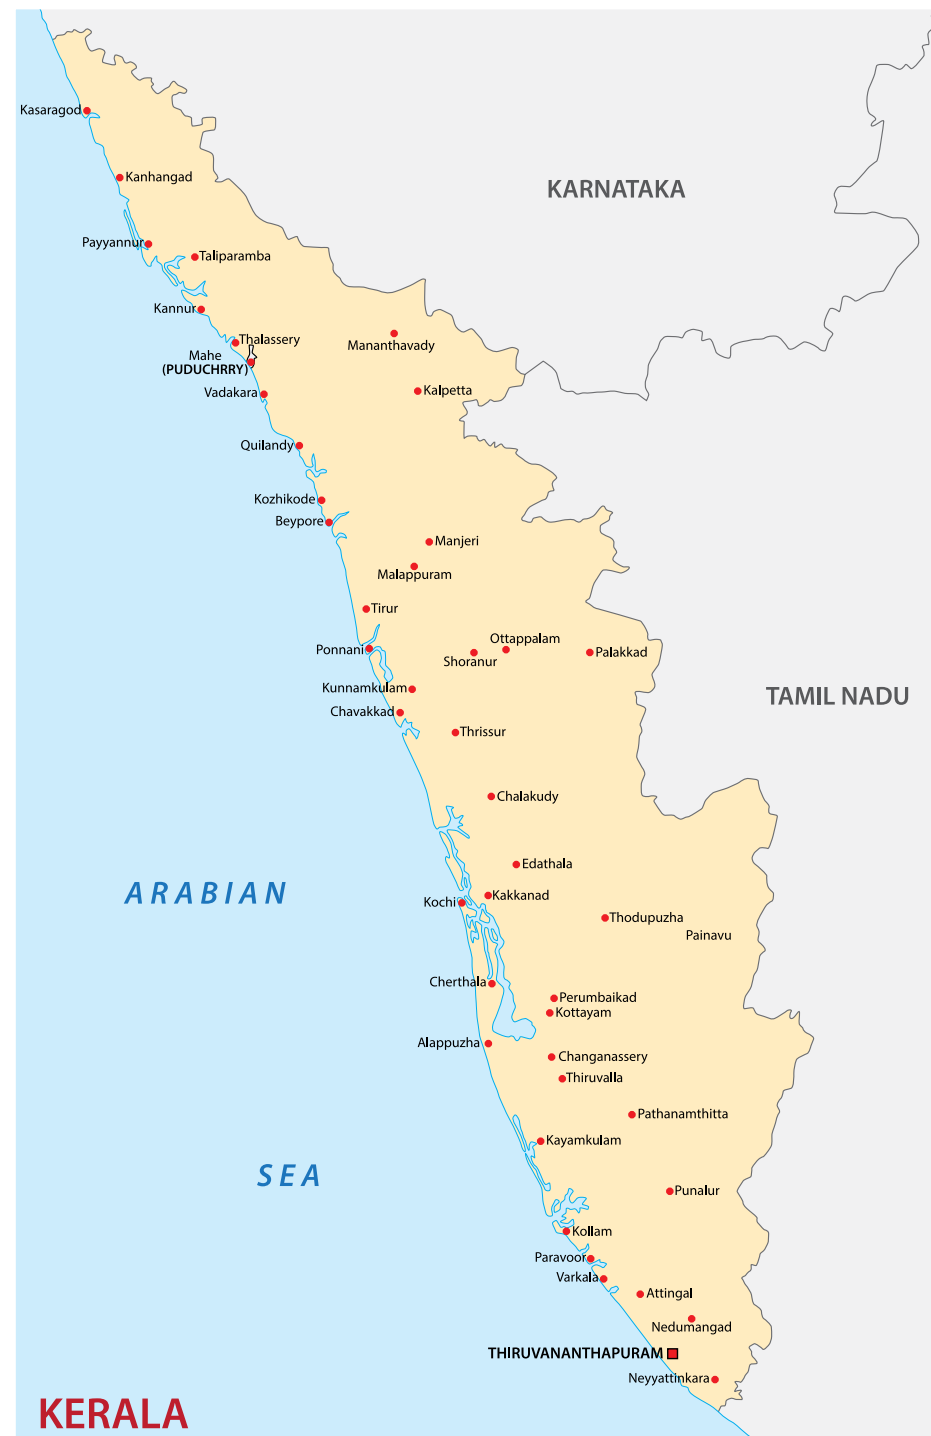 Kasaragod
KARNATAKA
Kanhangad
Payyannur
Taliparamba
Kannur
Thalassery
Mananthavady
Mahe
(PUDUCHRRY)
Kalpetta
Vadakara
Quilandy
Kozhikode
Beypore
Manjeri
Malappuram
Tirur
Ottappalam
Ponnani
Shoranur
Palakkad
Kunnamkulam
TAMIL NADU
Chavakkad
Thrissur
Chalakudy
Edathala
ARABIAN
Kakkanad
Kochi
Thodupuzha
Painavu
Cherthala
Perumbaikad
Kottayam
Alappuzha
Changanassery
Thiruvalla
Pathanamthitta
Kayamkulam
SEA
Punalur
Kollam
Paravoor
Varkala
Attingal
Nedumangad
THIRUVANANTHAPURAM
Neyyattinkara
KERALA